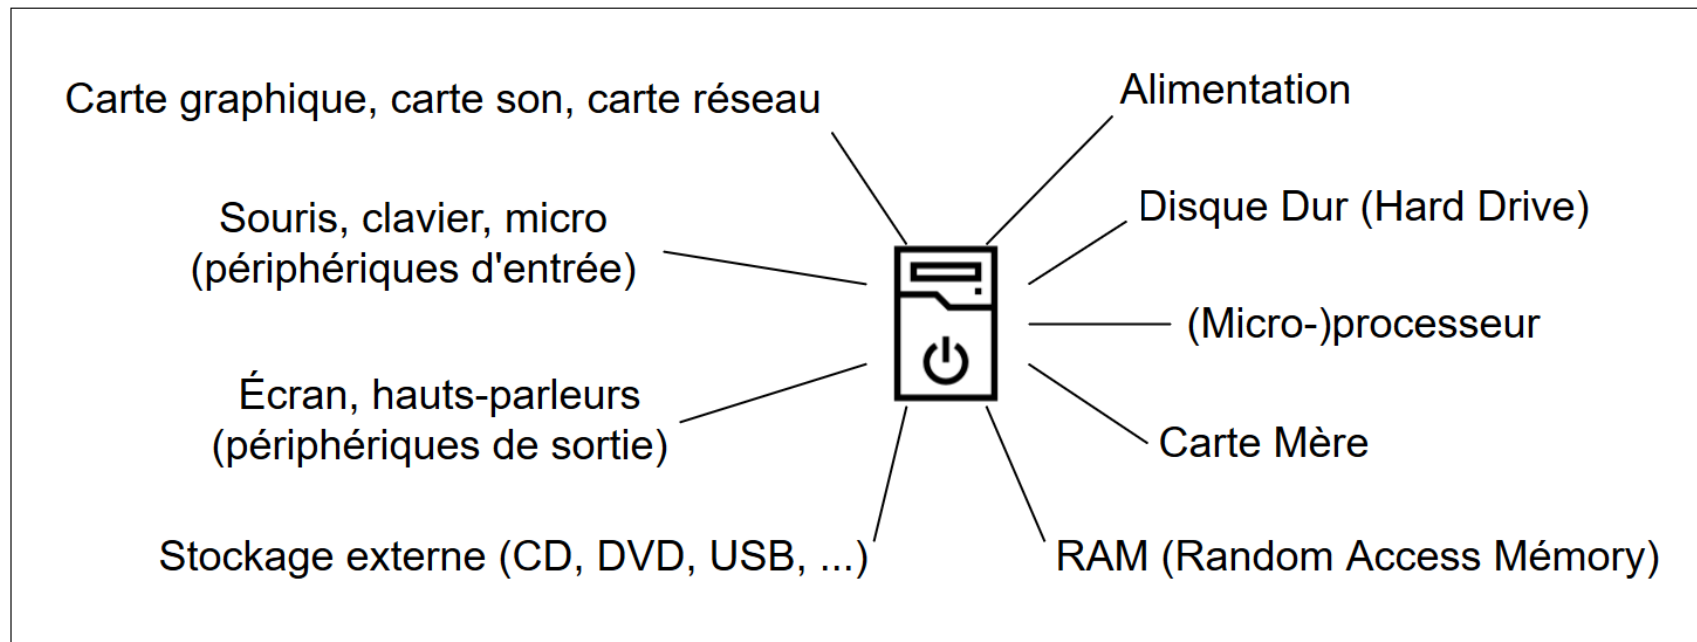 Carte graphique, carte son, carte réseau
Alimentation
Souris, clavier, micro
(périphériques d'entrée)
Disque Dur (Hard Drive)
(Micro-)processeur
Écran, hauts-parleurs
(périphériques de sortie)
Carte Mère
Stockage externe (CD, DVD, USB, ...)
RAM (Random Access Mémory)